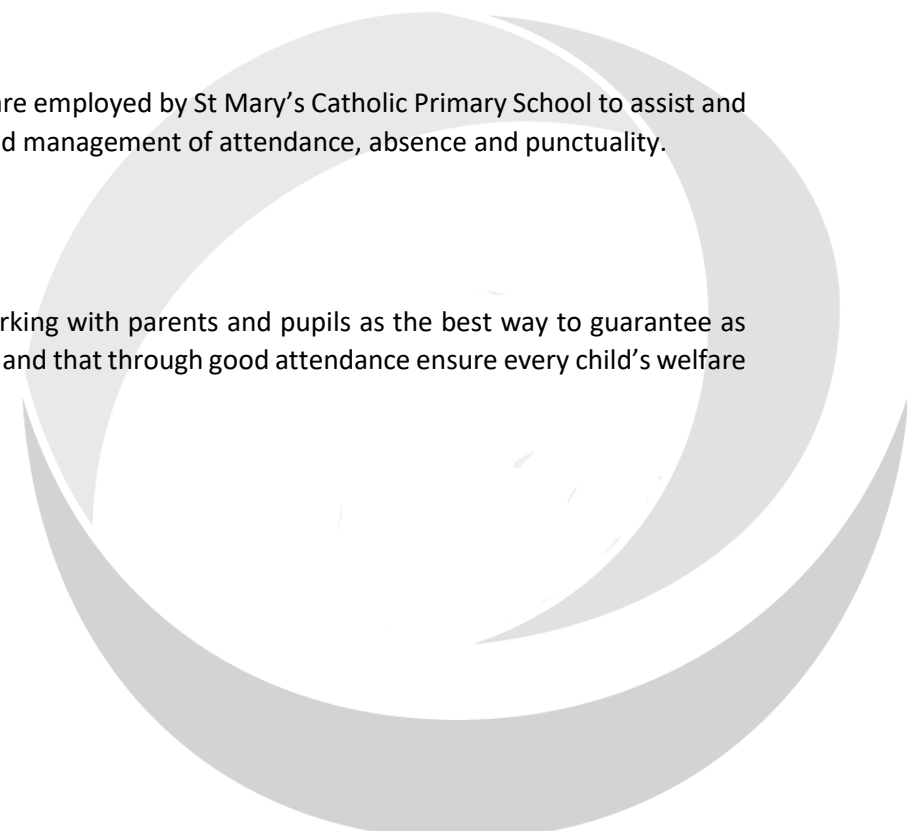 are employed by St Mary’s Catholic Primary School to assist and
d management of attendance, absence and punctuality.
rking with parents and pupils as the best way to guarantee as
and that through good attendance ensure every child’s welfare